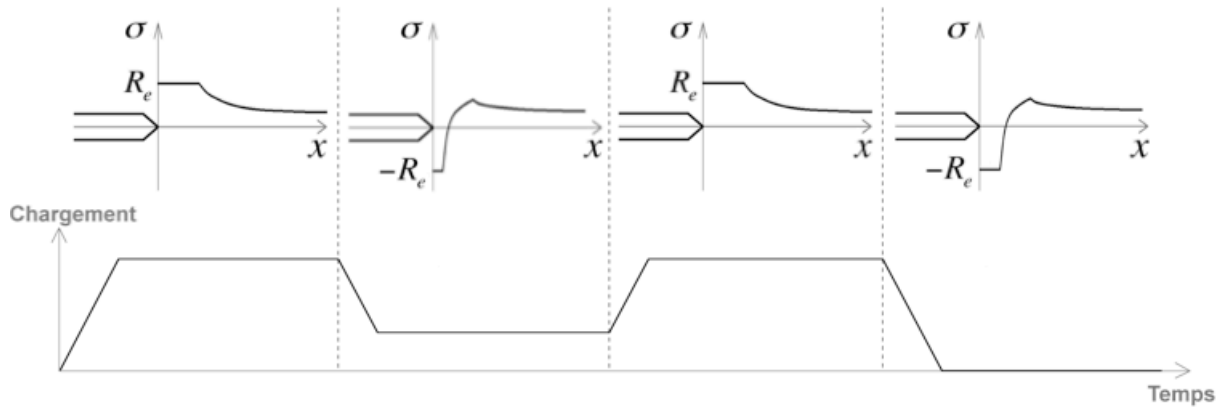 σ σ σ σ
R_e R_e
x x x x
−R_e −R_e
Chargement
Temps